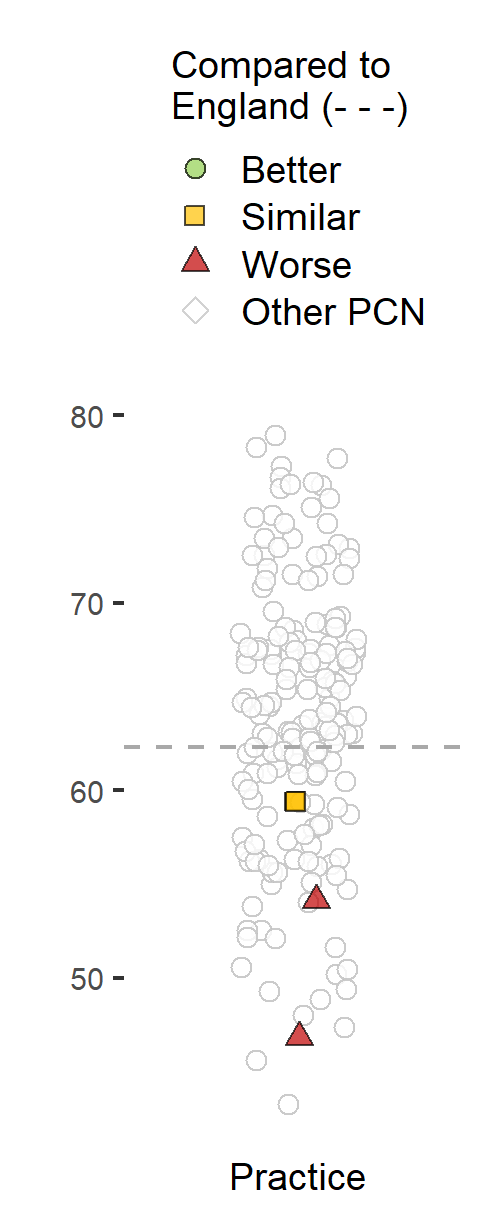 Compared to
England (- - -)
Better
Similar
Worse
Other PCN
80
70
60
50
Practice